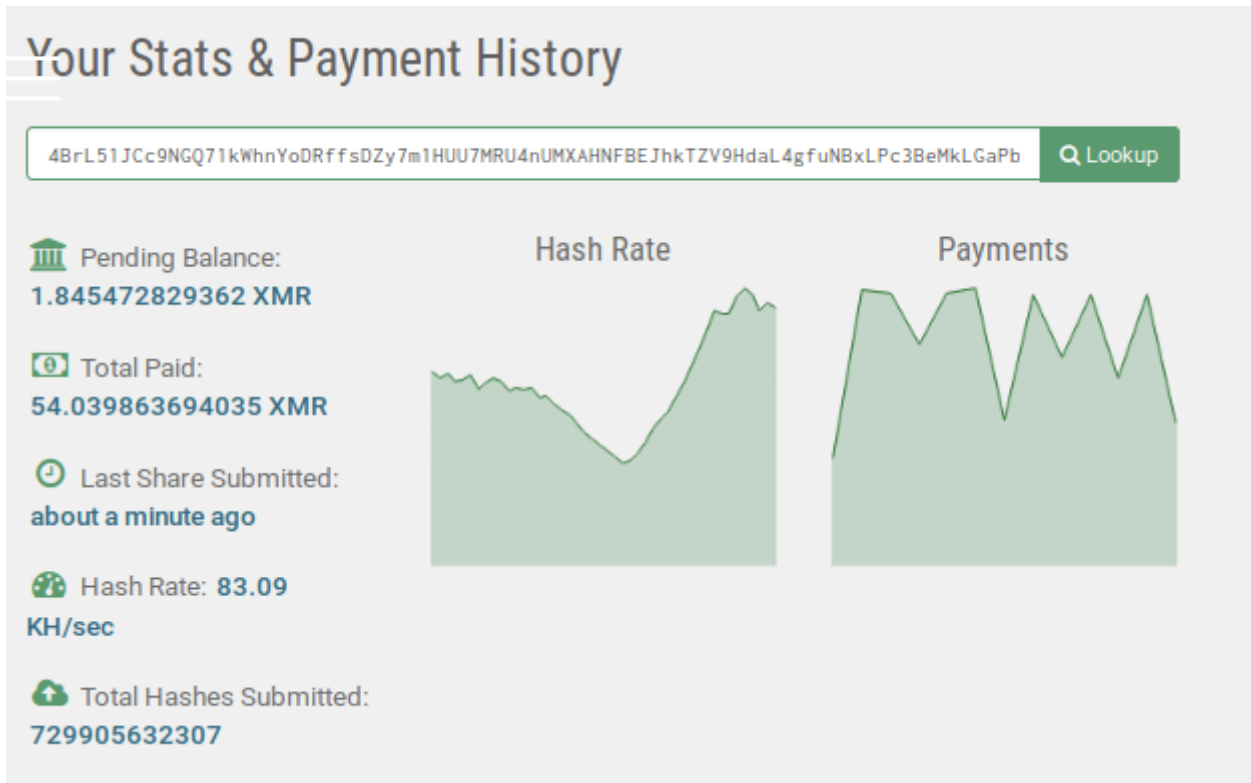 Your Stats & Payment History
4BrL51JCc9NGQ71kWhnYoDRffsDZy7m1HUU7MRU4nUMXAHNFBEJhkTZV9HdaL4gfuNBxLPc3BeMkLGaPb
Lookup
Pending Balance:
1.845472829362 XMR
Total Paid:
54.039863694035 XMR
Last Share Submitted:
about a minute ago
Hash Rate: 83.09
KH/sec
Total Hashes Submitted:
729905632307
Hash Rate
Payments